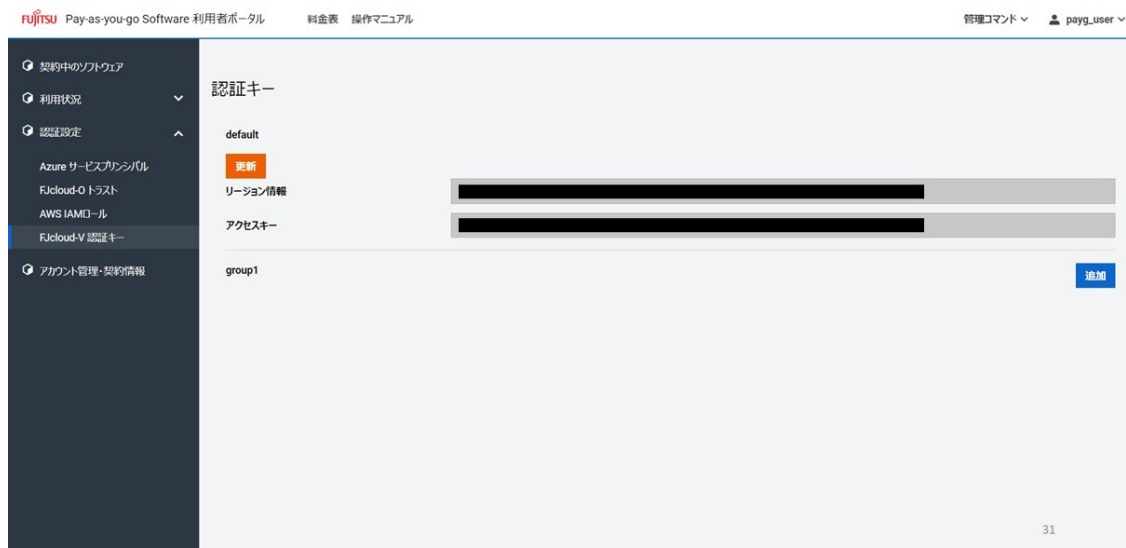 FUJITSU Pay-as-you-go Software 利用者ポータル 料金表 操作マニュアル 管理コマンド payg_user
契約中のソフトウェア
利用状況
認証設定
Azure サービスプリンシパル
FJcloud-O トラスト
AWS IAMロール
FJcloud-V 認証キー
アカウント管理・契約情報
認証キー
default
更新
リージョン情報
アクセスキー
group1
追加
31